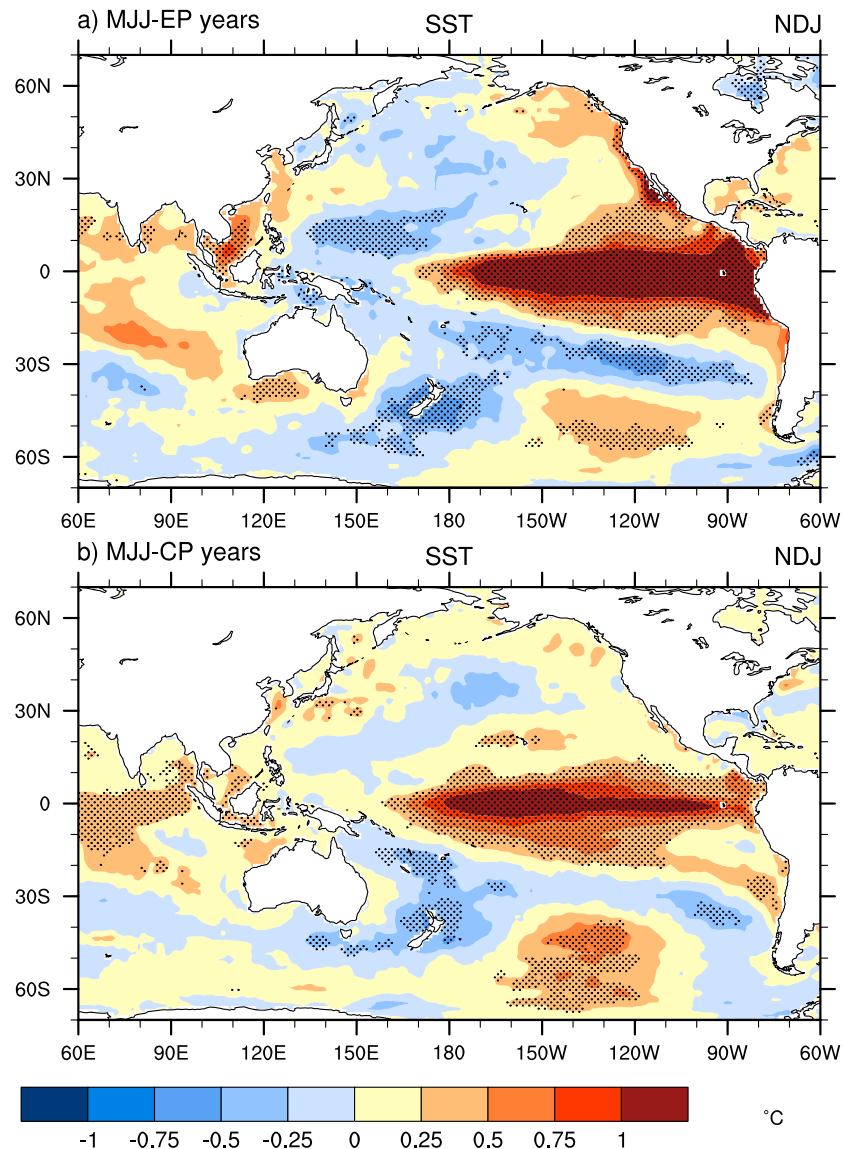 a) MJJ-EP years SST NDJ
60N
30N
0
30S
60S
60E 90E 120E 150E 180 150W 120W 90W 60W
b) MJJ-CP years SST NDJ
60N
30N
0
30S
60S
60E 90E 120E 150E 180 150W 120W 90W 60W
-1 -0.75 -0.5 -0.25 0 0.25 0.5 0.75 1 °C